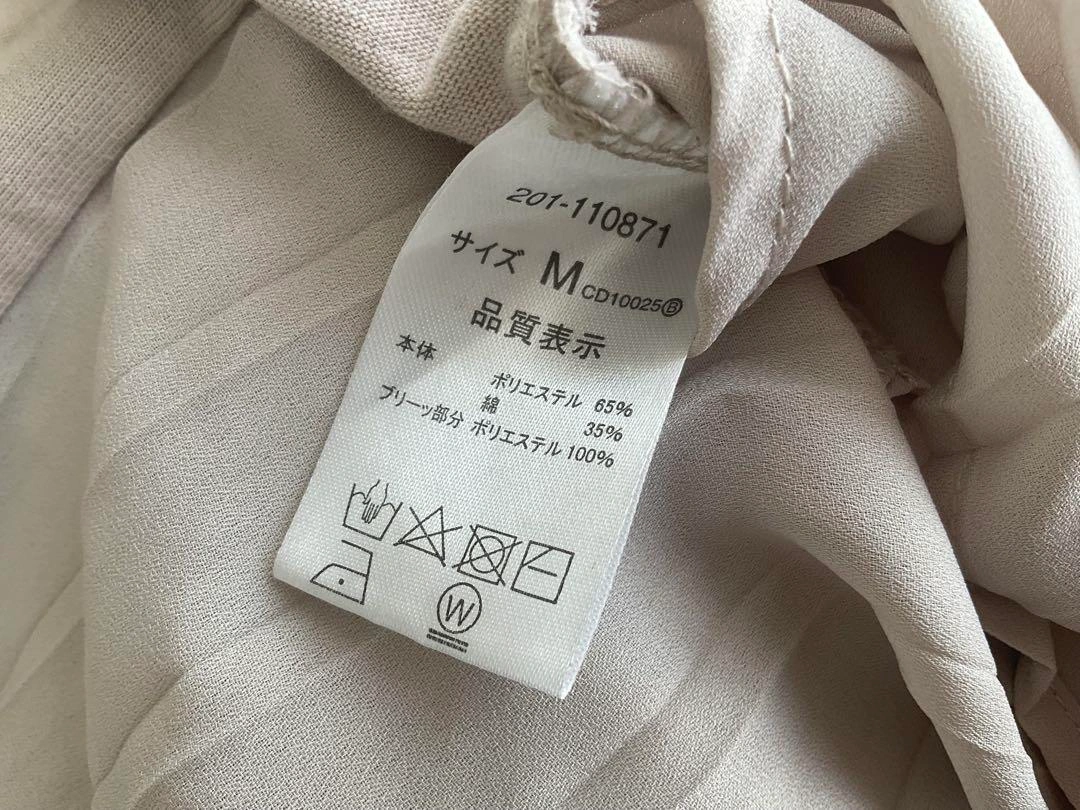 201-110871
サイズ M CD10025Ⓑ
品質表示
本体
ポリエステル 65%
綿 35%
プリーツ部分 ポリエステル 100%
W